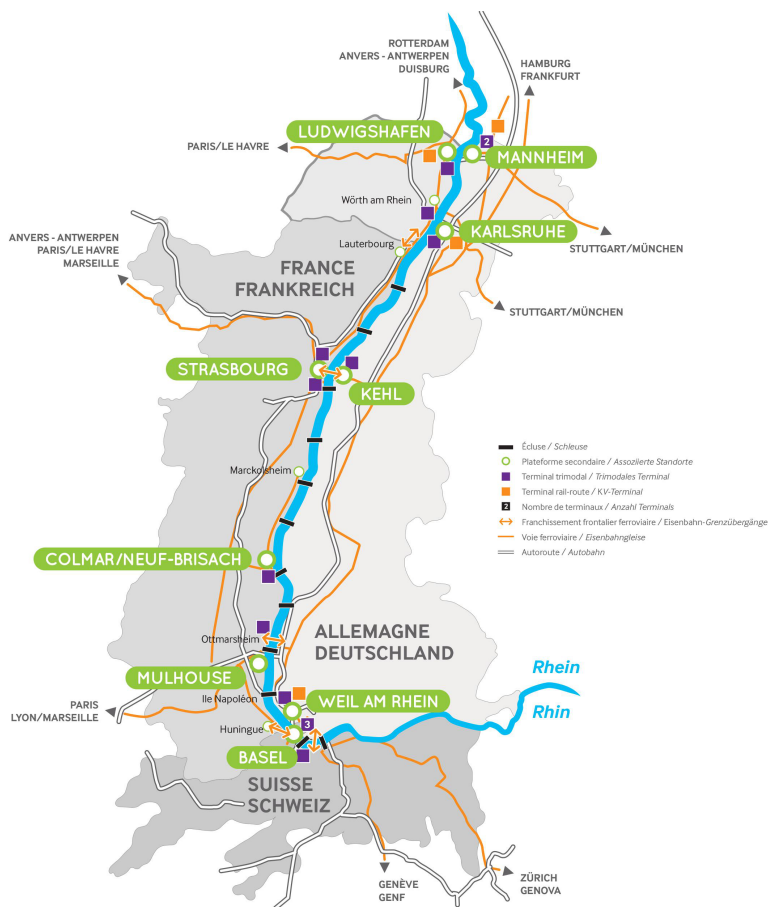 ROTTERDAM
ANVERS - ANTWERPEN
DUISBURG
HAMBURG
FRANKFURT
LUDWIGSHAFEN
2
PARIS/LE HAVRE
MANNHEIM
Wörth am Rhein
KARLSRUHE
ANVERS - ANTWERPEN
PARIS/LE HAVRE
MARSEILLE
Lauterbourg
STUTTGART/MÜNCHEN
FRANCE
FRANKREICH
STUTTGART/MÜNCHEN
STRASBOURG
KEHL
Marckolsheim
Écluse / Schleuse
Plateforme secondaire / Assoziierte Standorte
Terminal trimodal / Trimodales Terminal
Terminal rail-route / KV-Terminal
2 Nombre de terminaux / Anzahl Terminals
Franchissement frontalier ferroviaire / Eisenbahn-Grenzübergänge
Voie ferroviaire / Eisenbahngleise
Autoroute / Autobahn
COLMAR/NEUF-BRISACH
Ottmarsheim
ALLEMAGNE
DEUTSCHLAND
MULHOUSE
Rhein
Rhin
Ile Napoléon
WEIL AM RHEIN
PARIS
LYON/MARSEILLE
Huningue
3
BASEL
SUISSE
SCHWEIZ
GENÈVE
GENF
ZÜRICH
GENOVA